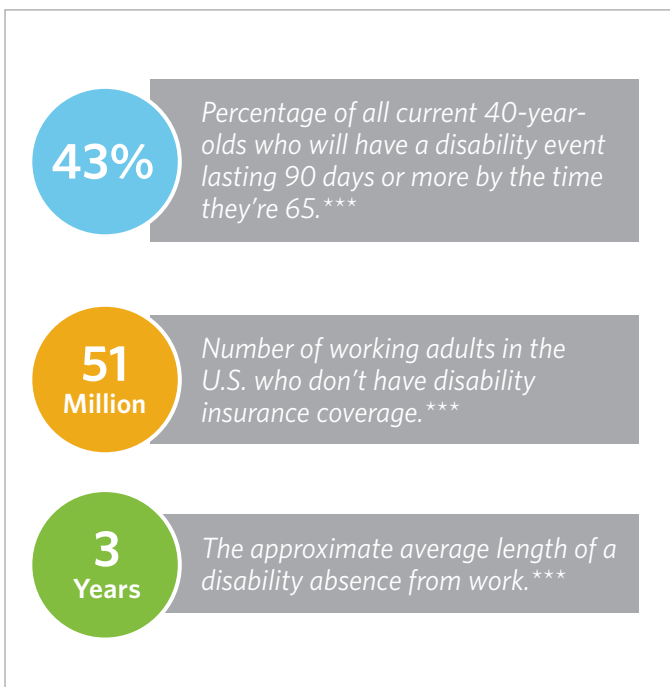 43%
Percentage of all current 40-year-
olds who will have a disability event
lasting 90 days or more by the time
they're 65.***
51
Million
Number of working adults in the
U.S. who don't have disability
insurance coverage.***
3
Years
The approximate average length of a
disability absence from work.***